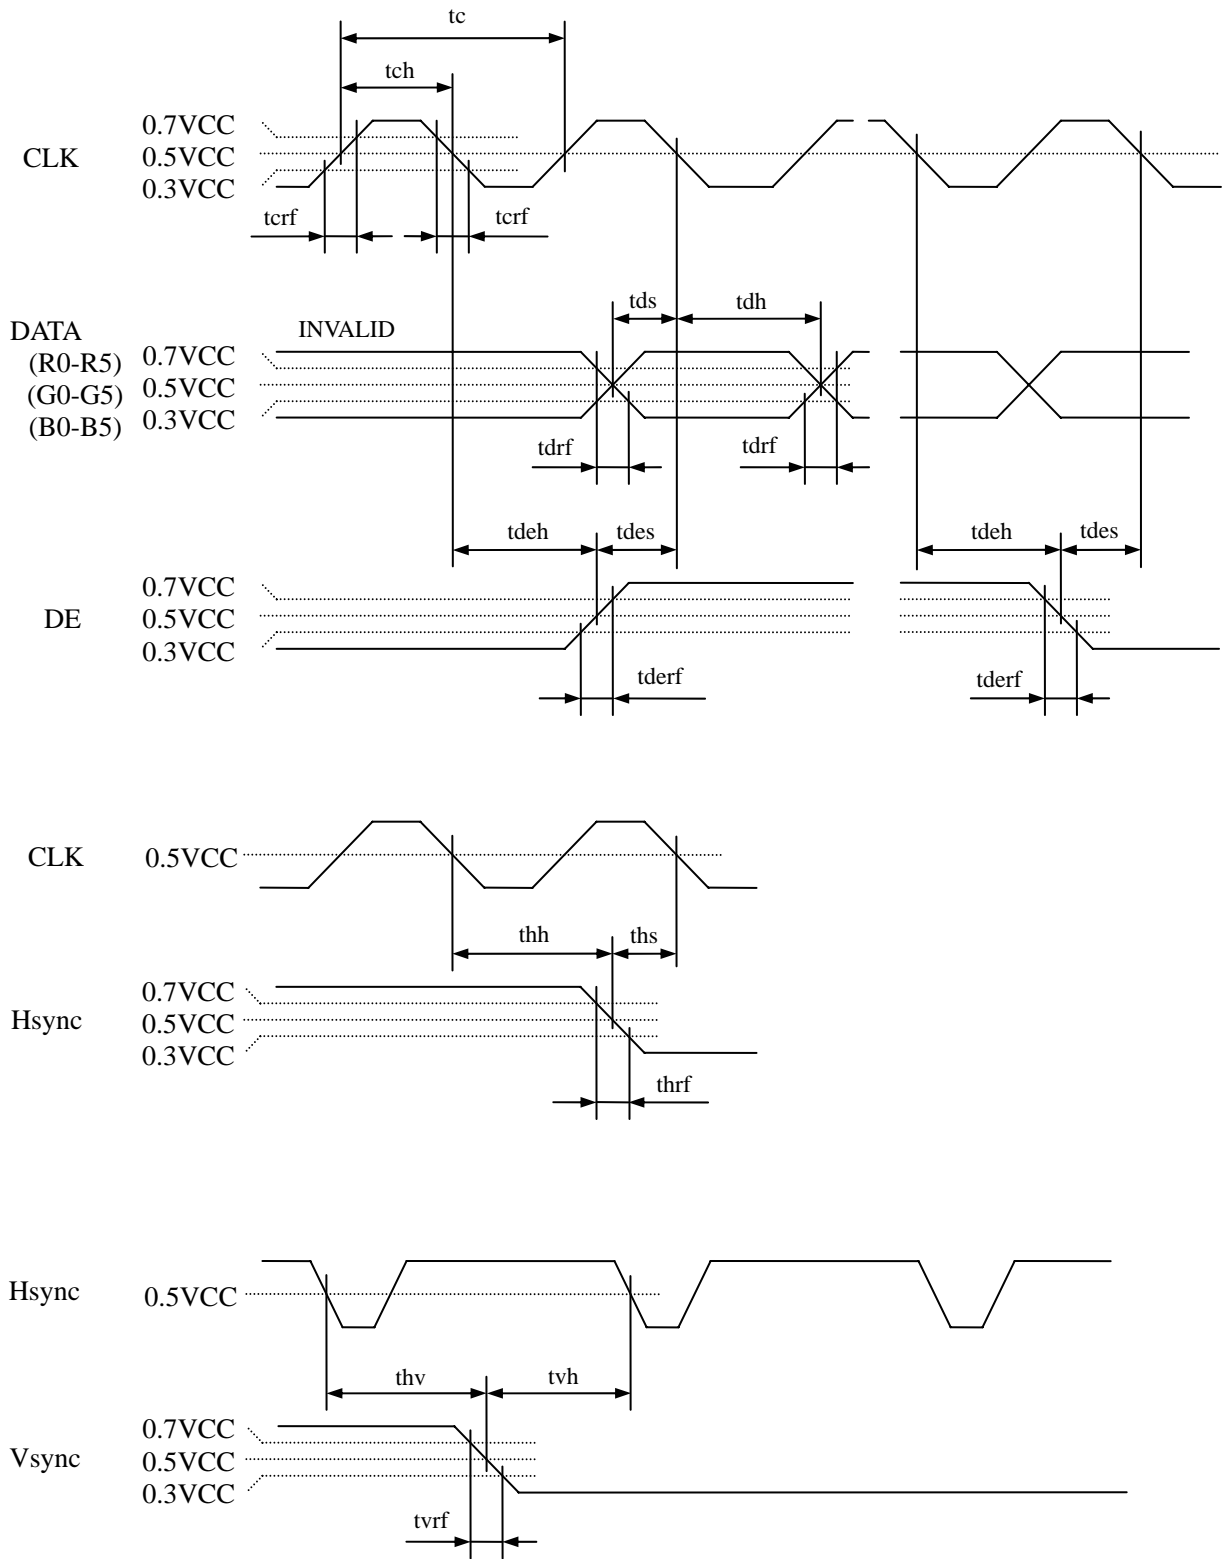 tc
tch
0.7VCC
CLK 0.5VCC
0.3VCC
tcrf tcrf
tds tdh
DATA INVALID
(R0-R5) 0.7VCC
(G0-G5) 0.5VCC
(B0-B5) 0.3VCC
tdrf tdrf
tdeh tdes tdeh tdes
0.7VCC
DE 0.5VCC
0.3VCC
tderf tderf
CLK 0.5VCC
thh ths
0.7VCC
Hsync 0.5VCC
0.3VCC
thrf
Hsync 0.5VCC
thv tvh
0.7VCC
Vsync 0.5VCC
0.3VCC
tvrf